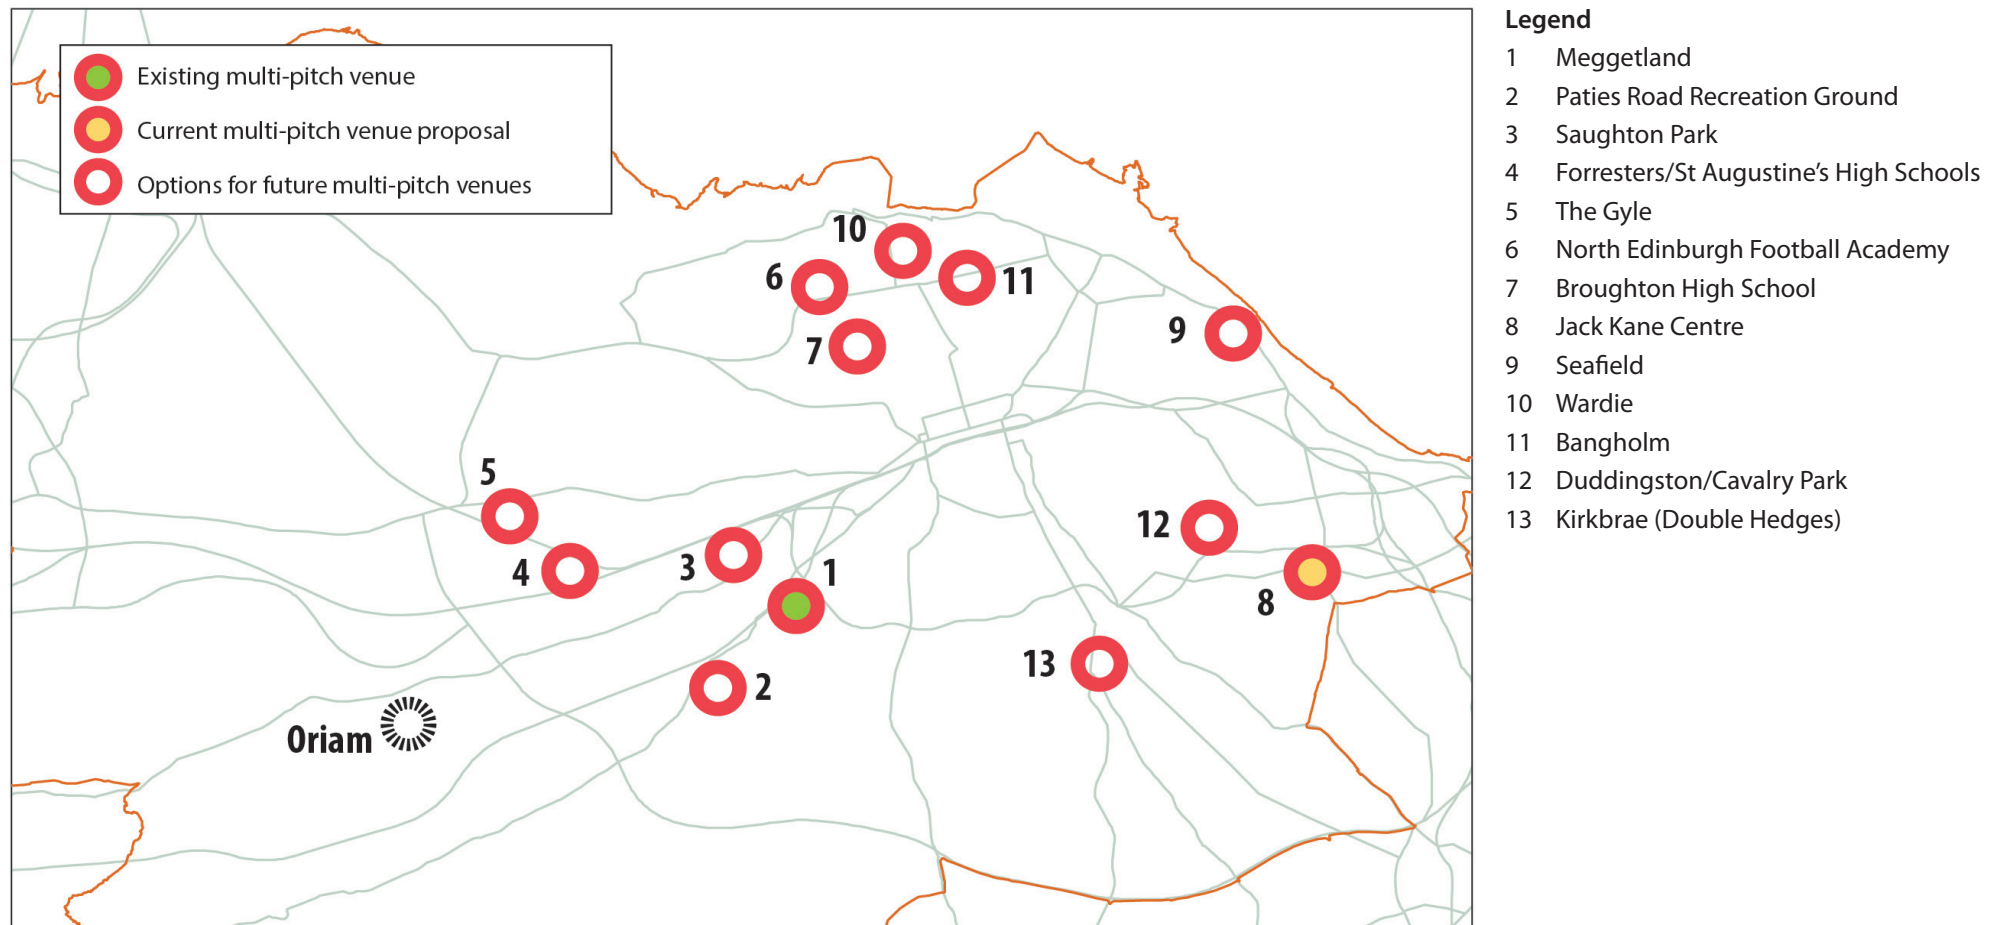 Existing multi-pitch venue
Current multi-pitch venue proposal
Options for future multi-pitch venues
10
6
11
7
9
5
12
4
3
1
8
13
2
Oriam
Legend
1 Meggetland
2 Paties Road Recreation Ground
3 Saughton Park
4 Forresters/St Augustine’s High Schools
5 The Gyle
6 North Edinburgh Football Academy
7 Broughton High School
8 Jack Kane Centre
9 Seafield
10 Wardie
11 Bangholm
12 Duddingston/Cavalry Park
13 Kirkbrae (Double Hedges)